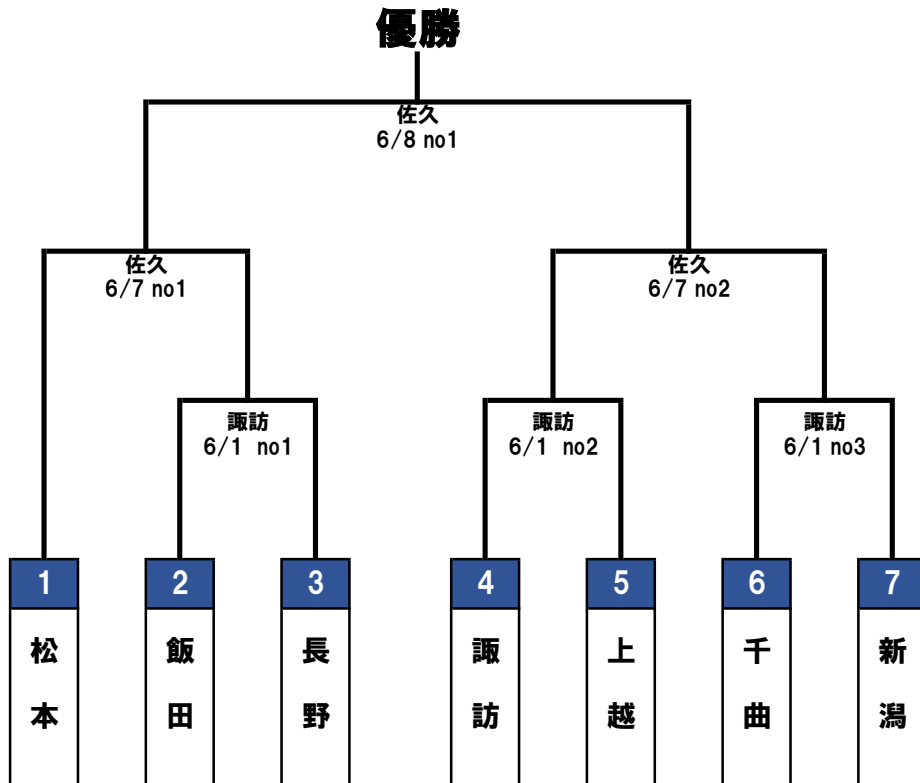 優勝
佐久
6/8 no1
佐久
6/7 no1
佐久
6/7 no2
諏訪
6/1 no1
諏訪
6/1 no2
諏訪
6/1 no3
1
2
3
4
5
6
7
松本
飯田
長野
諏訪
上越
千曲
新潟